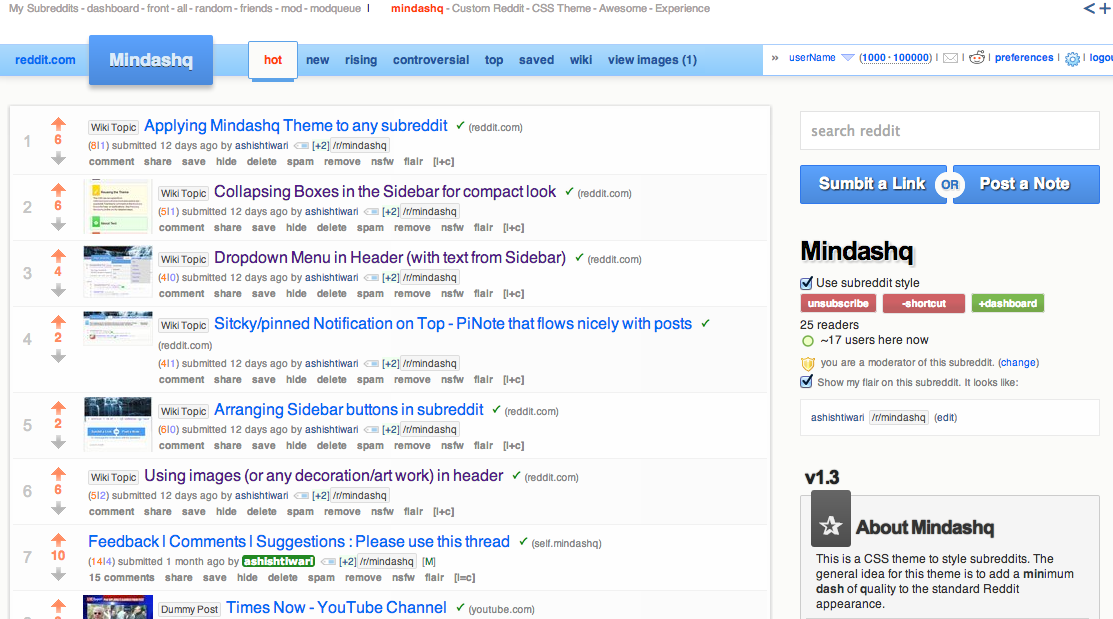 My Subreddits - dashboard - front - all - random - friends - mod - modqueue | mindashq - Custom Reddit - CSS Theme - Awesome - Experience < +
reddit.com Mindashq hot new rising controversial top saved wiki view images (1) » userName (1000 · 100000) | | | preferences | | logou
1 6 Wiki Topic Applying Mindashq Theme to any subreddit ✓ (reddit.com)
(8|1) submitted 12 days ago by ashishtiwari [+2] /r/mindashq
comment share save hide delete spam remove nsfw flair [l+c]
2 6 Wiki Topic Collapsing Boxes in the Sidebar for compact look ✓ (reddit.com)
(5|1) submitted 12 days ago by ashishtiwari [+2] /r/mindashq
comment share save hide delete spam remove nsfw flair [l+c]
3 4 Wiki Topic Dropdown Menu in Header (with text from Sidebar) ✓ (reddit.com)
(4|0) submitted 12 days ago by ashishtiwari [+2] /r/mindashq
comment share save hide delete spam remove nsfw flair [l+c]
4 2 Wiki Topic Sitcky/pinned Notification on Top - PiNote that flows nicely with posts ✓
(reddit.com)
(4|1) submitted 12 days ago by ashishtiwari [+2] /r/mindashq
comment share save hide delete spam remove nsfw flair [l+c]
5 2 Wiki Topic Arranging Sidebar buttons in subreddit ✓ (reddit.com)
(6|0) submitted 12 days ago by ashishtiwari [+2] /r/mindashq
comment share save hide delete spam remove nsfw flair [l+c]
6 6 Wiki Topic Using images (or any decoration/art work) in header ✓ (reddit.com)
(5|2) submitted 12 days ago by ashishtiwari [+2] /r/mindashq
comment share save hide delete spam remove nsfw flair [l+c]
7 10 Feedback | Comments | Suggestions : Please use this thread ✓ (self.mindashq)
(14|4) submitted 1 month ago by ashishtiwari [+2] /r/mindashq [M]
15 comments share save hide delete spam remove nsfw flair [l=c]
Dummy Post Times Now - YouTube Channel ✓ (youtube.com)
search reddit
Sumbit a Link OR Post a Note
Mindashq
Use subreddit style
unsubscribe -shortcut +dashboard
25 readers
~17 users here now
you are a moderator of this subreddit. (change)
Show my flair on this subreddit. It looks like:
ashishtiwari /r/mindashq (edit)
v1.3
About Mindashq
This is a CSS theme to style subreddits. The
general idea for this theme is to add a minimum
dash of quality to the standard Reddit
appearance.